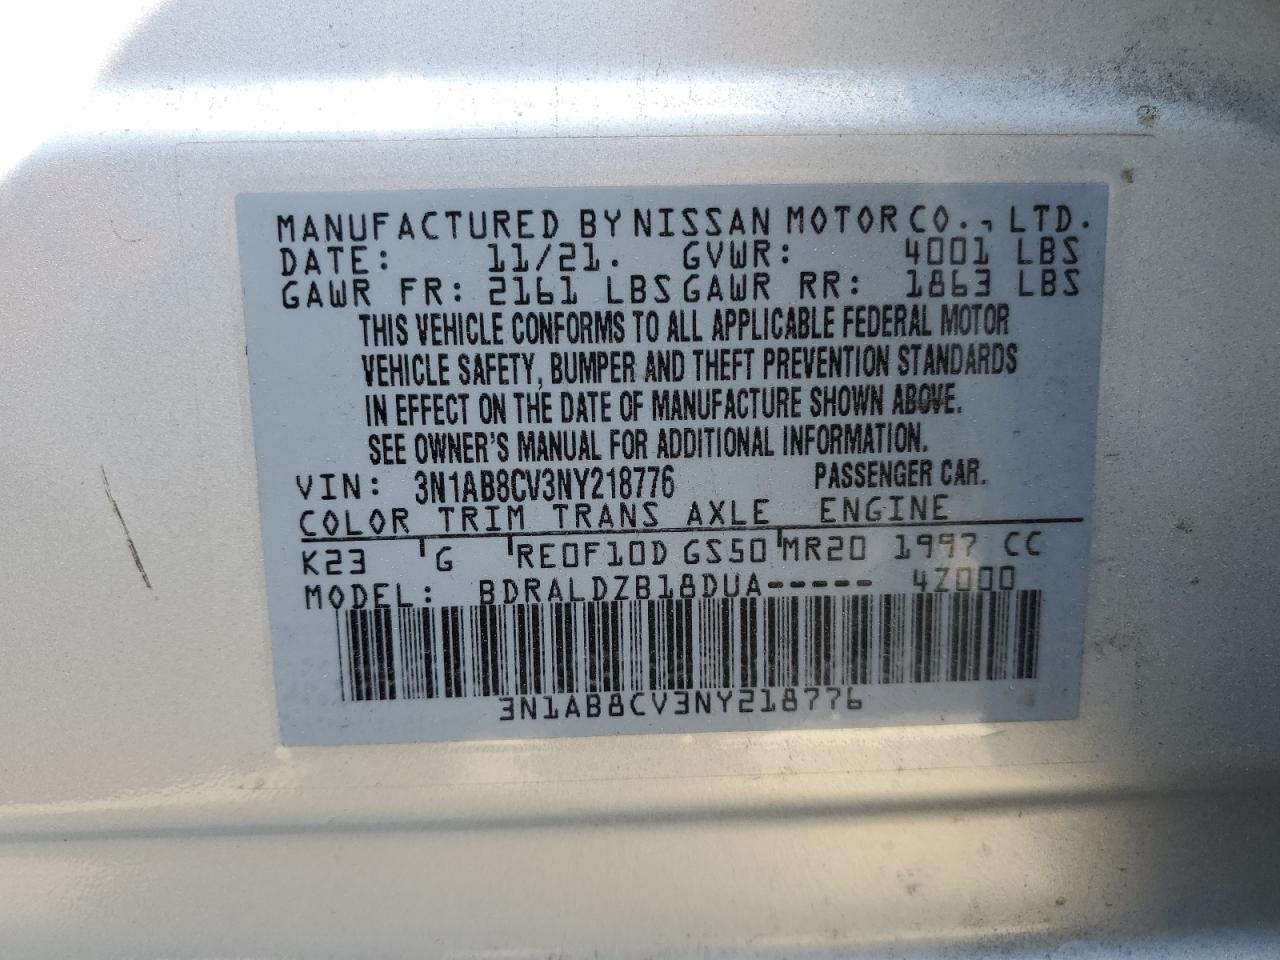 MANUFACTURED BY NISSAN MOTOR CO., LTD.
DATE: 11/21. GVWR: 4001 LBS
GAWR FR: 2161 LBS GAWR RR: 1863 LBS
THIS VEHICLE CONFORMS TO ALL APPLICABLE FEDERAL MOTOR
VEHICLE SAFETY, BUMPER AND THEFT PREVENTION STANDARDS
IN EFFECT ON THE DATE OF MANUFACTURE SHOWN ABOVE.
SEE OWNER'S MANUAL FOR ADDITIONAL INFORMATION.
VIN: 3N1AB8CV3NY218776 PASSENGER CAR.
COLOR TRIM TRANS AXLE ENGINE
K23 G RE0F10D GS50 MR20 1997 CC
MODEL: BDRALDZB18DUA----- 4Z000
3N1AB8CV3NY218776